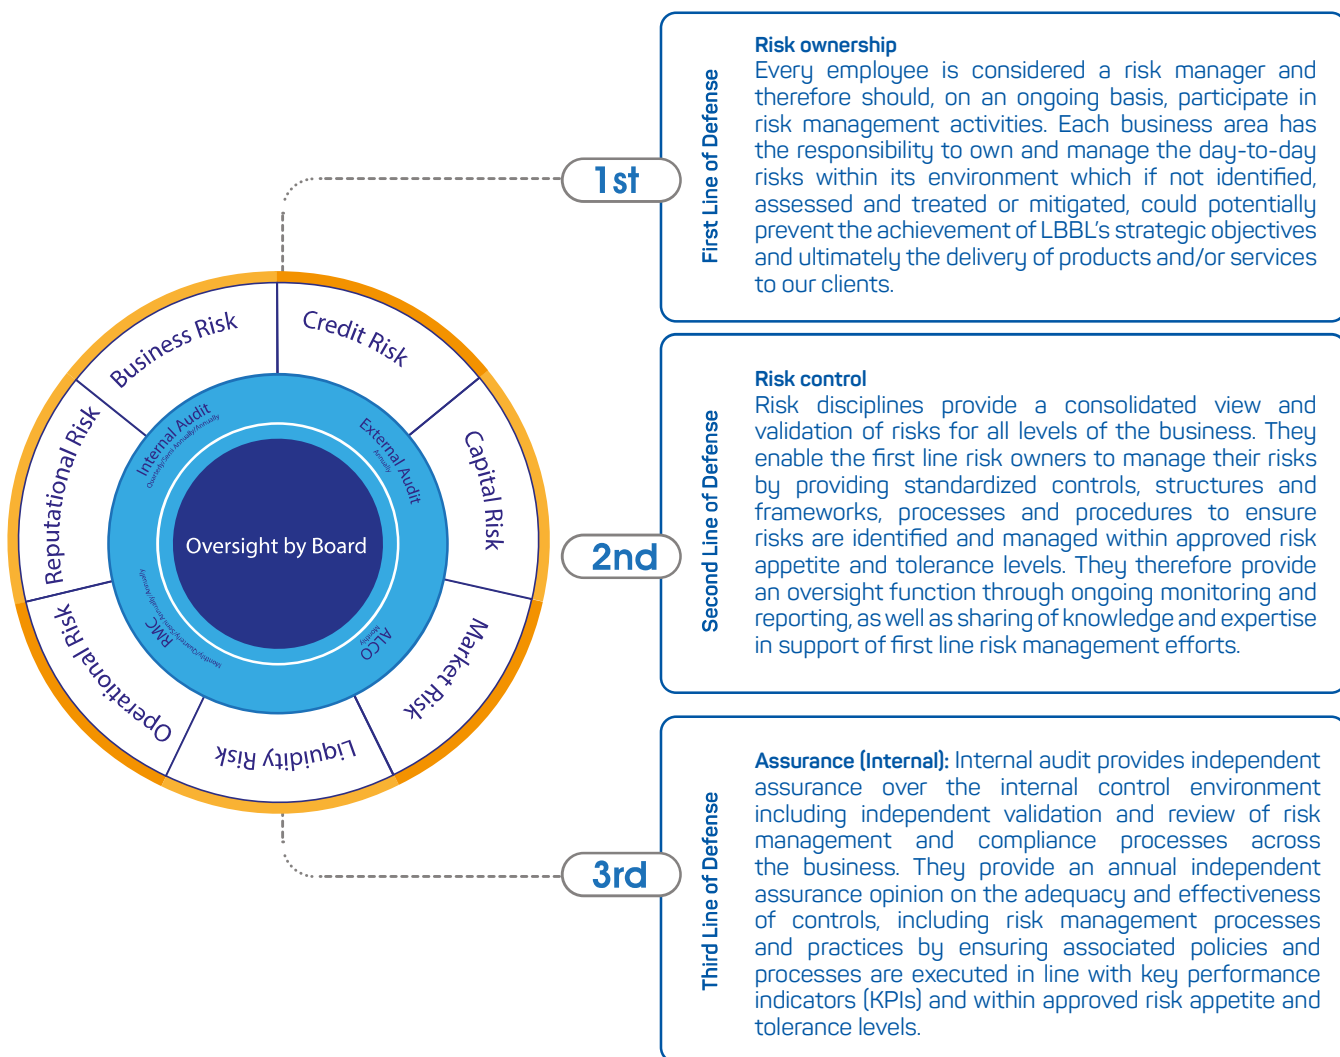 First Line of Defense
Risk ownership
Every employee is considered a risk manager and
therefore should, on an ongoing basis, participate in
risk management activities. Each business area has
the responsibility to own and manage the day-to-day
risks within its environment which if not identified,
assessed and treated or mitigated, could potentially
prevent the achievement of LBBL's strategic objectives
and ultimately the delivery of products and/or services
to our clients.
1st
Business Risk
Credit Risk
Capital Risk
Market Risk
Liquidity Risk
Operational Risk
Reputational Risk
Internal Audit
Quarterly/Semi-Annually/Annually
External Audit
Annually
ALCO
Monthly
RMC
Monthly/Quarterly/Semi Annually/Annually
Oversight by Board
2nd
Second Line of Defense
Risk control
Risk disciplines provide a consolidated view and
validation of risks for all levels of the business. They
enable the first line risk owners to manage their risks
by providing standardized controls, structures and
frameworks, processes and procedures to ensure
risks are identified and managed within approved risk
appetite and tolerance levels. They therefore provide
an oversight function through ongoing monitoring and
reporting, as well as sharing of knowledge and expertise
in support of first line risk management efforts.
3rd
Third Line of Defense
Assurance (Internal): Internal audit provides independent
assurance over the internal control environment
including independent validation and review of risk
management and compliance processes across
the business. They provide an annual independent
assurance opinion on the adequacy and effectiveness
of controls, including risk management processes
and practices by ensuring associated policies and
processes are executed in line with key performance
indicators (KPIs) and within approved risk appetite and
tolerance levels.